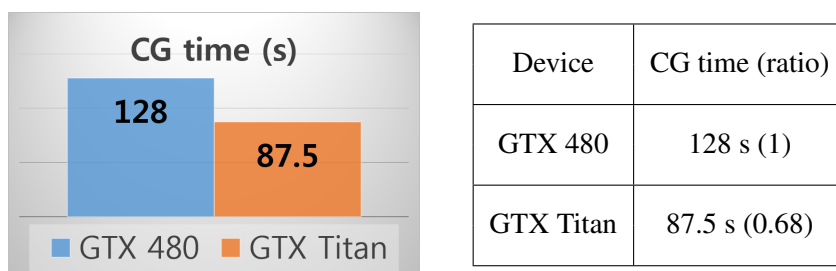 CG time (s)
128
87.5
GTX 480 GTX Titan
Device CG time (ratio)
GTX 480 128 s (1)
GTX Titan 87.5 s (0.68)